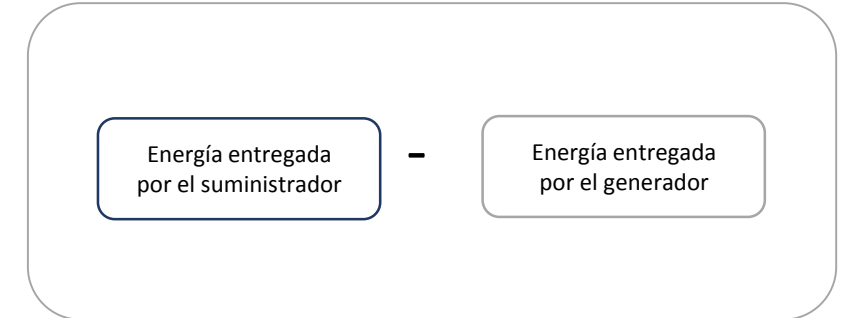 Energía entregada
por el suministrador
-
Energía entregada
por el generador